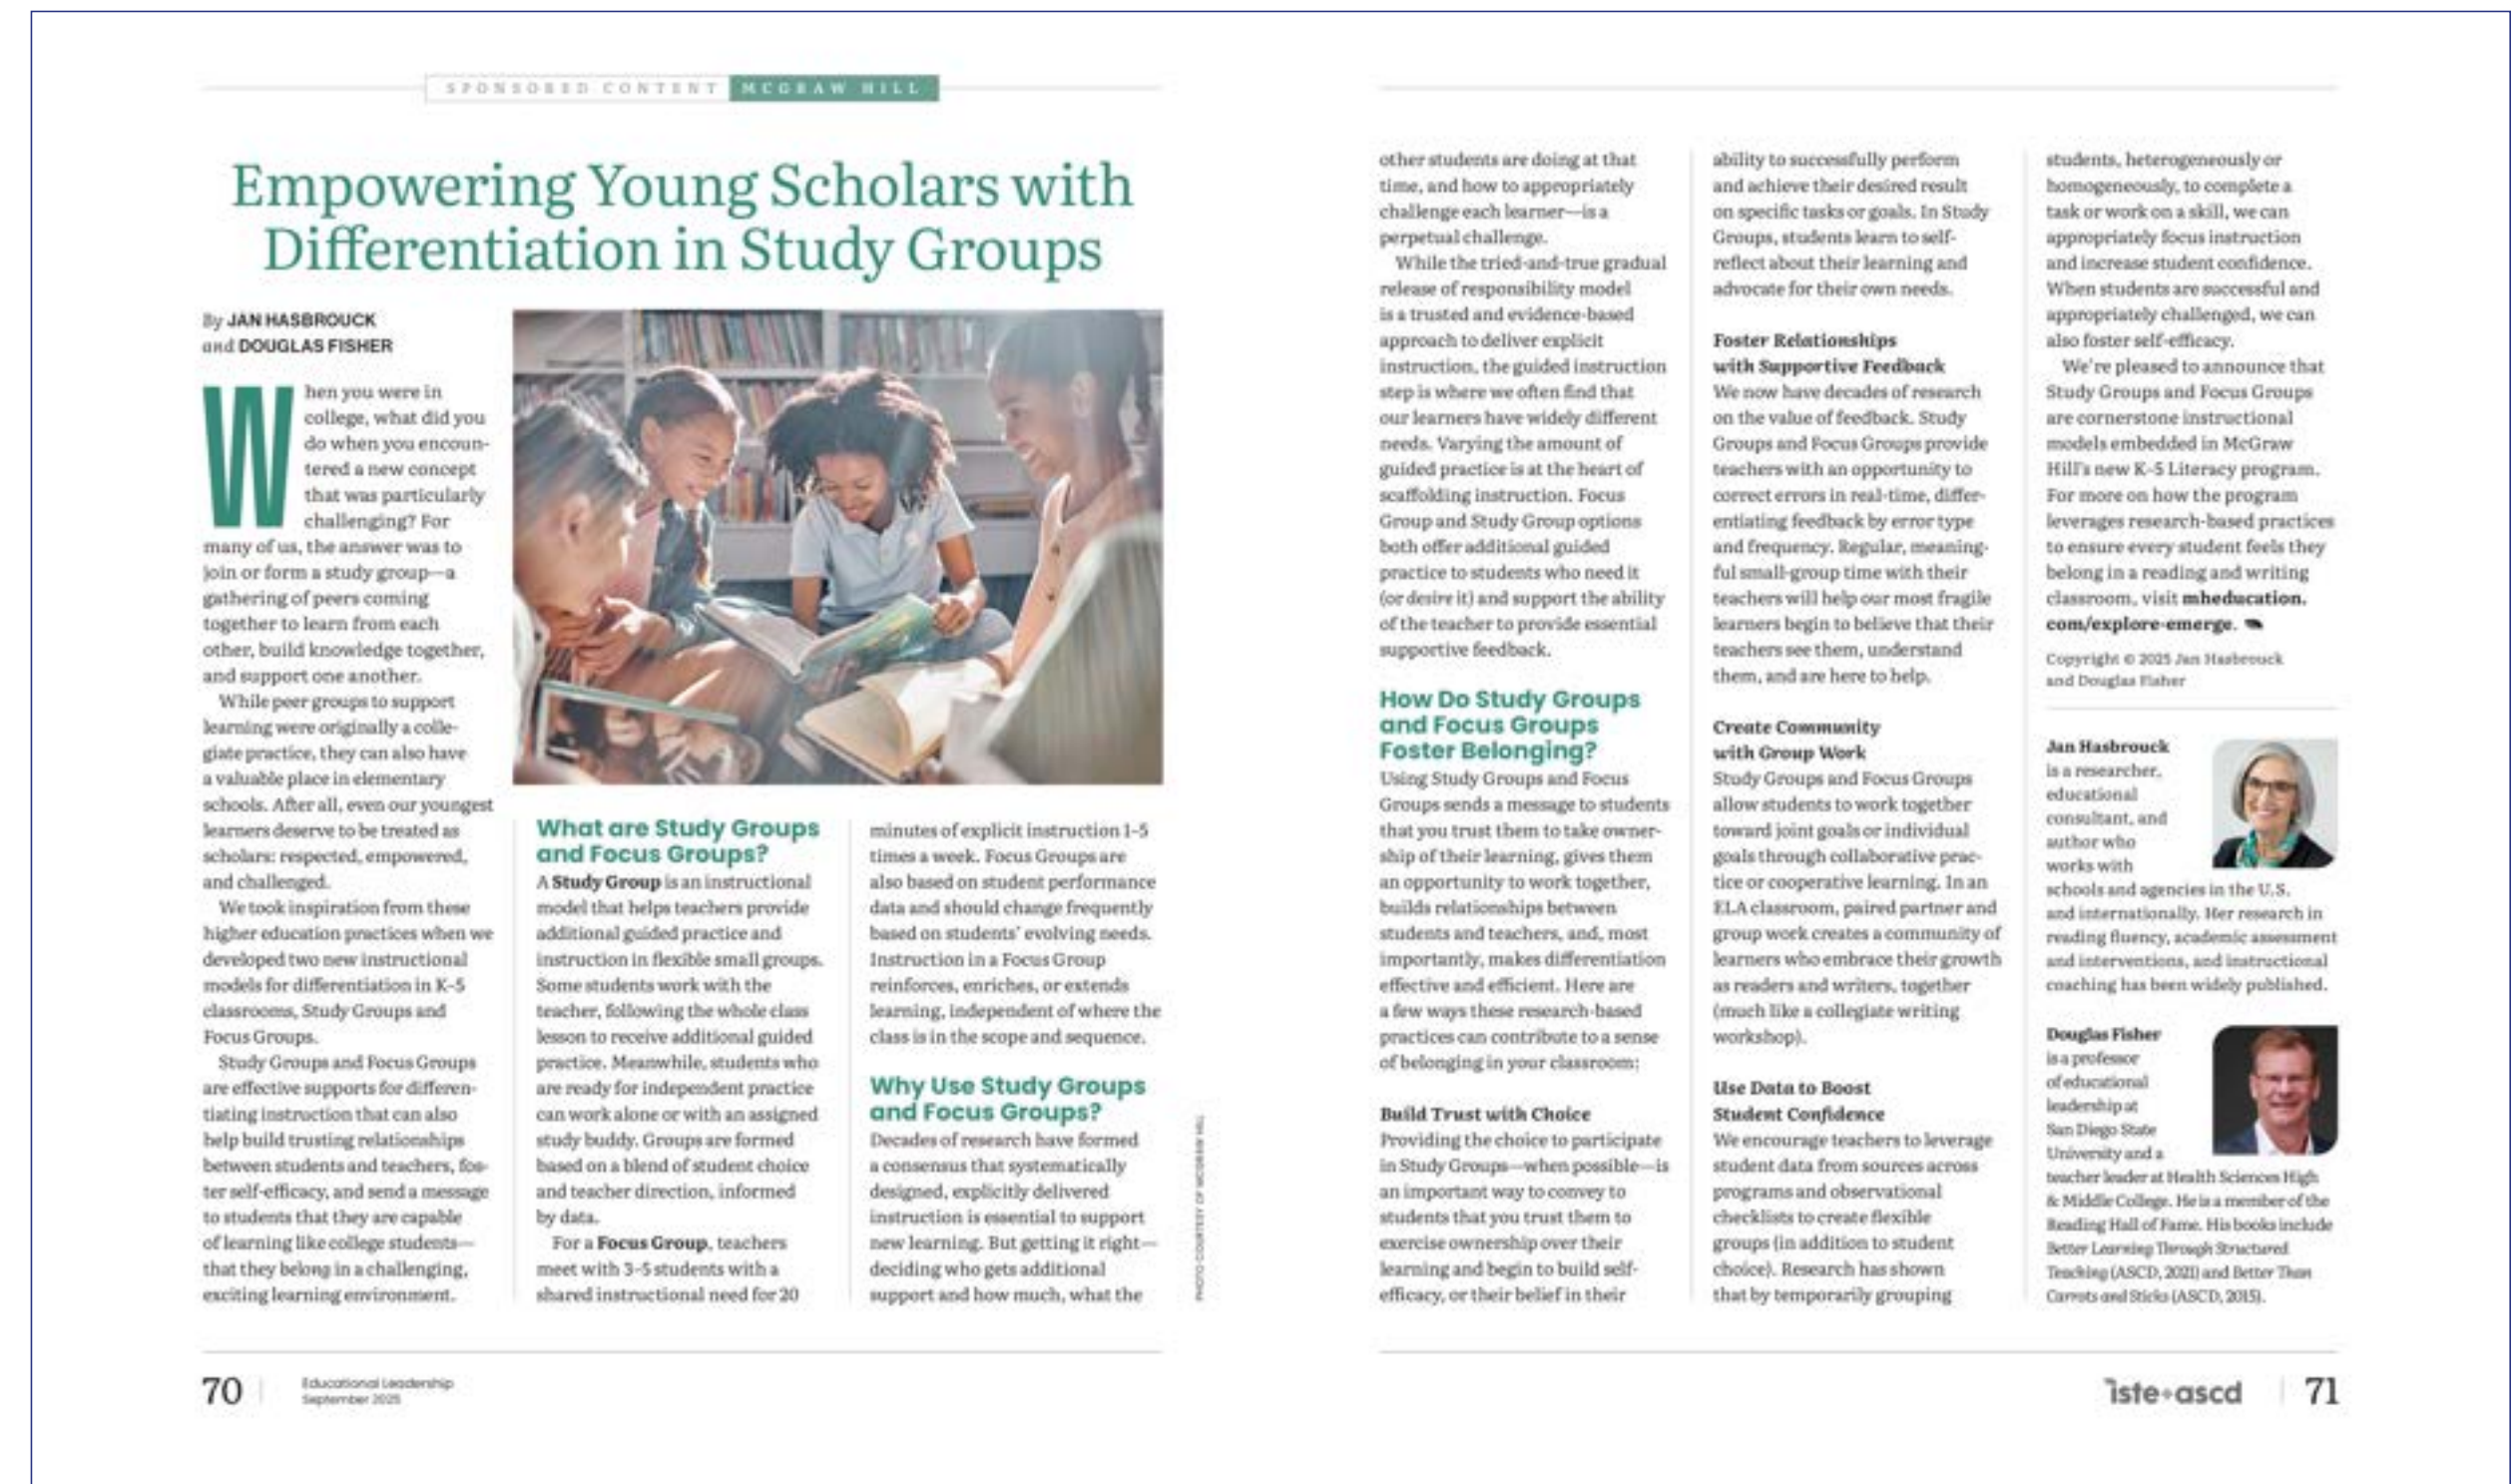 SPONSORED CONTENT MCGRAW HILL
Empowering Young Scholars with
Differentiation in Study Groups
By JAN HASBROUCK
and DOUGLAS FISHER
When you were in
college, what did you
do when you encoun-
tered a new concept
that was particularly
challenging? For
many of us, the answer was to
join or form a study group—a
gathering of peers coming
together to learn from each
other, build knowledge together,
and support one another.
While peer groups to support
learning were originally a colle-
giate practice, they can also have
a valuable place in elementary
schools. After all, even our youngest
learners deserve to be treated as
scholars: respected, empowered,
and challenged.
We took inspiration from these
higher education practices when we
developed two new instructional
models for differentiation in K–5
classrooms, Study Groups and
Focus Groups.
Study Groups and Focus Groups
are effective supports for differen-
tiating instruction that can also
help build trusting relationships
between students and teachers, fos-
ter self-efficacy, and send a message
to students that they are capable
of learning like college students—
that they belong in a challenging,
exciting learning environment.
What are Study Groups
and Focus Groups?
A Study Group is an instructional
model that helps teachers provide
additional guided practice and
instruction in flexible small groups.
Some students work with the
teacher, following the whole class
lesson to receive additional guided
practice. Meanwhile, students who
are ready for independent practice
can work alone or with an assigned
study buddy. Groups are formed
based on a blend of student choice
and teacher direction, informed
by data.
For a Focus Group, teachers
meet with 3–5 students with a
shared instructional need for 20
minutes of explicit instruction 1–5
times a week. Focus Groups are
also based on student performance
data and should change frequently
based on students' evolving needs.
Instruction in a Focus Group
reinforces, enriches, or extends
learning, independent of where the
class is in the scope and sequence.
Why Use Study Groups
and Focus Groups?
Decades of research have formed
a consensus that systematically
designed, explicitly delivered
instruction is essential to support
new learning. But getting it right—
deciding who gets additional
support and how much, what the
PHOTO COURTESY OF MCGRAW HILL
70
Educational Leadership
September 2025
other students are doing at that
time, and how to appropriately
challenge each learner—is a
perpetual challenge.
While the tried-and-true gradual
release of responsibility model
is a trusted and evidence-based
approach to deliver explicit
instruction, the guided instruction
step is where we often find that
our learners have widely different
needs. Varying the amount of
guided practice is at the heart of
scaffolding instruction. Focus
Group and Study Group options
both offer additional guided
practice to students who need it
(or desire it) and support the ability
of the teacher to provide essential
supportive feedback.
How Do Study Groups
and Focus Groups
Foster Belonging?
Using Study Groups and Focus
Groups sends a message to students
that you trust them to take owner-
ship of their learning, gives them
an opportunity to work together,
builds relationships between
students and teachers, and, most
importantly, makes differentiation
effective and efficient. Here are
a few ways these research-based
practices can contribute to a sense
of belonging in your classroom:
Build Trust with Choice
Providing the choice to participate
in Study Groups—when possible—is
an important way to convey to
students that you trust them to
exercise ownership over their
learning and begin to build self-
efficacy, or their belief in their
ability to successfully perform
and achieve their desired result
on specific tasks or goals. In Study
Groups, students learn to self-
reflect about their learning and
advocate for their own needs.
Foster Relationships
with Supportive Feedback
We now have decades of research
on the value of feedback. Study
Groups and Focus Groups provide
teachers with an opportunity to
correct errors in real-time, differ-
entiating feedback by error type
and frequency. Regular, meaning-
ful small-group time with their
teachers will help our most fragile
learners begin to believe that their
teachers see them, understand
them, and are here to help.
Create Community
with Group Work
Study Groups and Focus Groups
allow students to work together
toward joint goals or individual
goals through collaborative prac-
tice or cooperative learning. In an
ELA classroom, paired partner and
group work creates a community of
learners who embrace their growth
as readers and writers, together
(much like a collegiate writing
workshop).
Use Data to Boost
Student Confidence
We encourage teachers to leverage
student data from sources across
programs and observational
checklists to create flexible
groups (in addition to student
choice). Research has shown
that by temporarily grouping
students, heterogeneously or
homogeneously, to complete a
task or work on a skill, we can
appropriately focus instruction
and increase student confidence.
When students are successful and
appropriately challenged, we can
also foster self-efficacy.
We're pleased to announce that
Study Groups and Focus Groups
are cornerstone instructional
models embedded in McGraw
Hill's new K–5 Literacy program.
For more on how the program
leverages research-based practices
to ensure every student feels they
belong in a reading and writing
classroom, visit mheducation.
com/explore-emerge.
Copyright © 2025 Jan Hasbrouck
and Douglas Fisher
Jan Hasbrouck
is a researcher,
educational
consultant, and
author who
works with
schools and agencies in the U.S.
and internationally. Her research in
reading fluency, academic assessment
and interventions, and instructional
coaching has been widely published.
Douglas Fisher
is a professor
of educational
leadership at
San Diego State
University and a
teacher leader at Health Sciences High
& Middle College. He is a member of the
Reading Hall of Fame. His books include
Better Learning Through Structured
Teaching (ASCD, 2021) and Better Than
Carrots and Sticks (ASCD, 2015).
iste+ascd
71